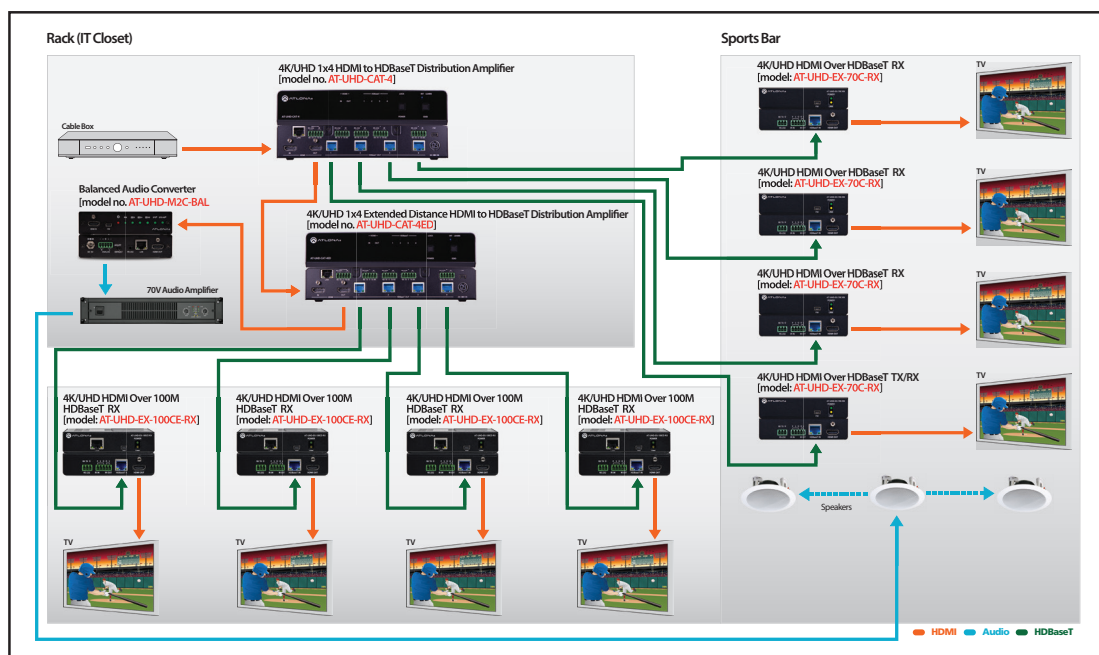 Rack (IT Closet)
Sports Bar
4K/UHD 1x4 HDMI to HDBaseT Distribution Amplifier
[model no. AT-UHD-CAT-4]
Cable Box
Balanced Audio Converter
[model no. AT-UHD-M2C-BAL
4K/UHD 1x4 Extended Distance HDMI to HDBaseT Distribution Amplifier
[model no. AT-UHD-CAT-4ED]
70V Audio Amplifier
4K/UHD HDMI Over HDBaseT RX
[model: AT-UHD-EX-70C-RX]
TV
4K/UHD HDMI Over HDBaseT RX
[model: AT-UHD-EX-70C-RX]
TV
4K/UHD HDMI Over HDBaseT RX
[model: AT-UHD-EX-70C-RX]
TV
4K/UHD HDMI Over HDBaseT TX/RX
[model: AT-UHD-EX-70C-RX]
TV
4K/UHD HDMI Over 100M
HDBaseT RX
[model: AT-UHD-EX-100CE-RX]
4K/UHD HDMI Over 100M
HDBaseT RX
[model: AT-UHD-EX-100CE-RX]
4K/UHD HDMI Over 100M
HDBaseT RX
[model: AT-UHD-EX-100CE-RX]
4K/UHD HDMI Over 100M
HDBaseT RX
[model: AT-UHD-EX-100CE-RX]
TV
TV
TV
TV
Speakers
HDMI Audio HDBaseT